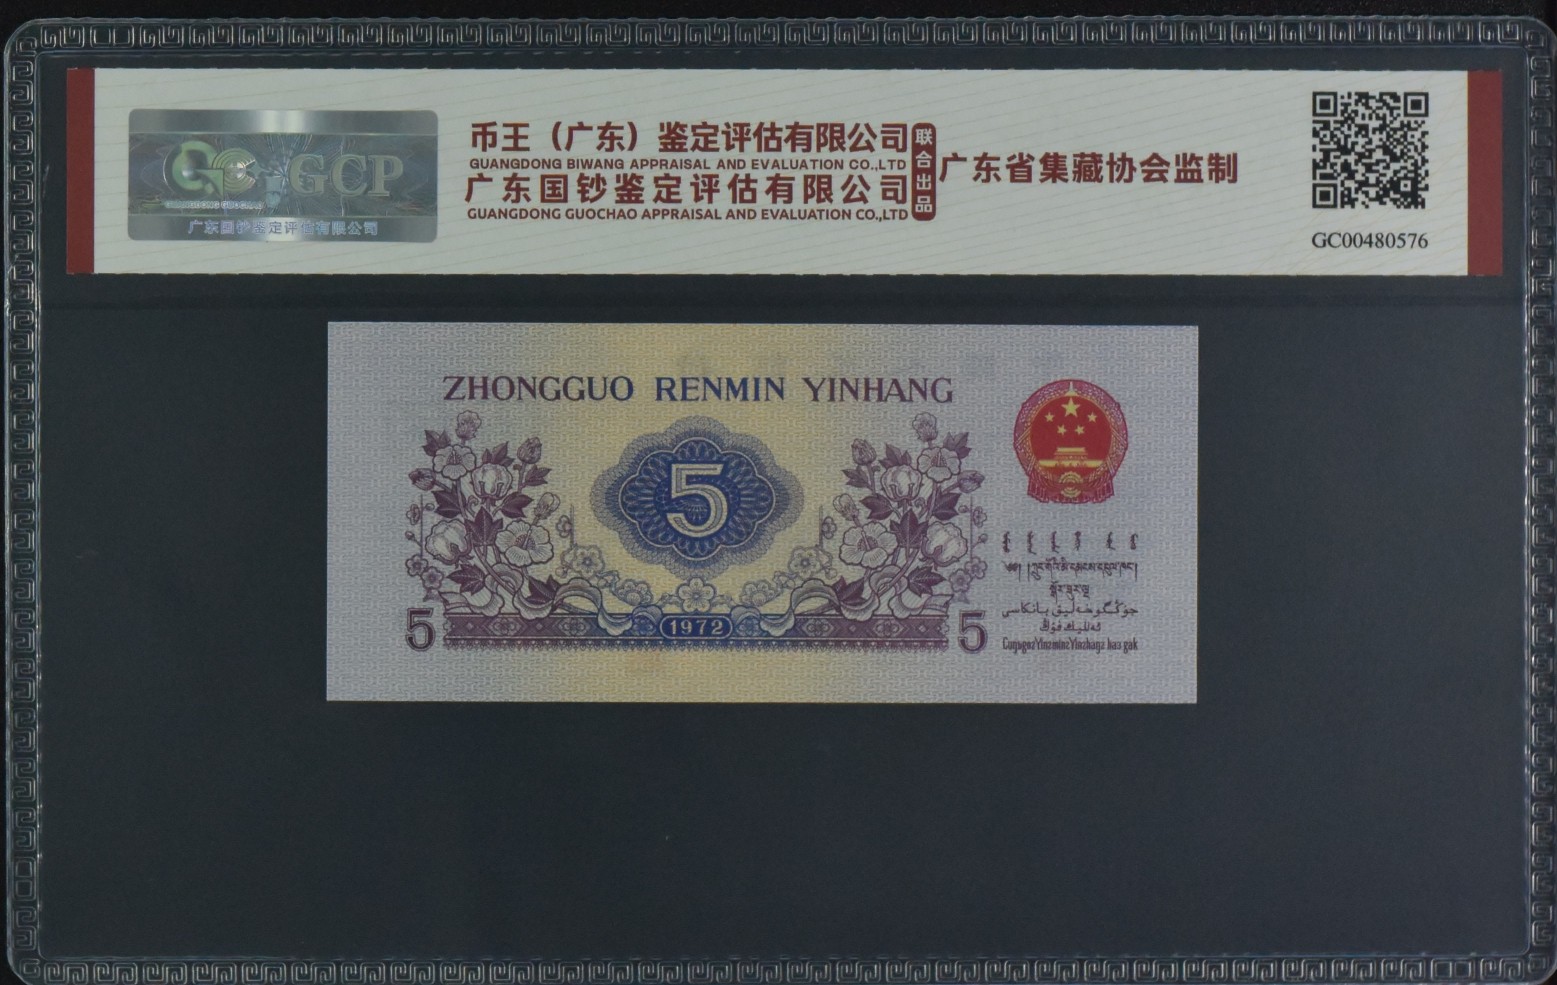 GCP
GUANGDONG GUOCHAO
广东国钞鉴定评估有限公司
币王（广东）鉴定评估有限公司
GUANGDONG BIWANG APPRAISAL AND EVALUATION CO.,LTD
广东国钞鉴定评估有限公司
GUANGDONG GUOCHAO APPRAISAL AND EVALUATION CO.,LTD
联合出品
广东省集藏协会监制
GC00480576
ZHONGGUO RENMIN YINHANG
5
5
1972
5